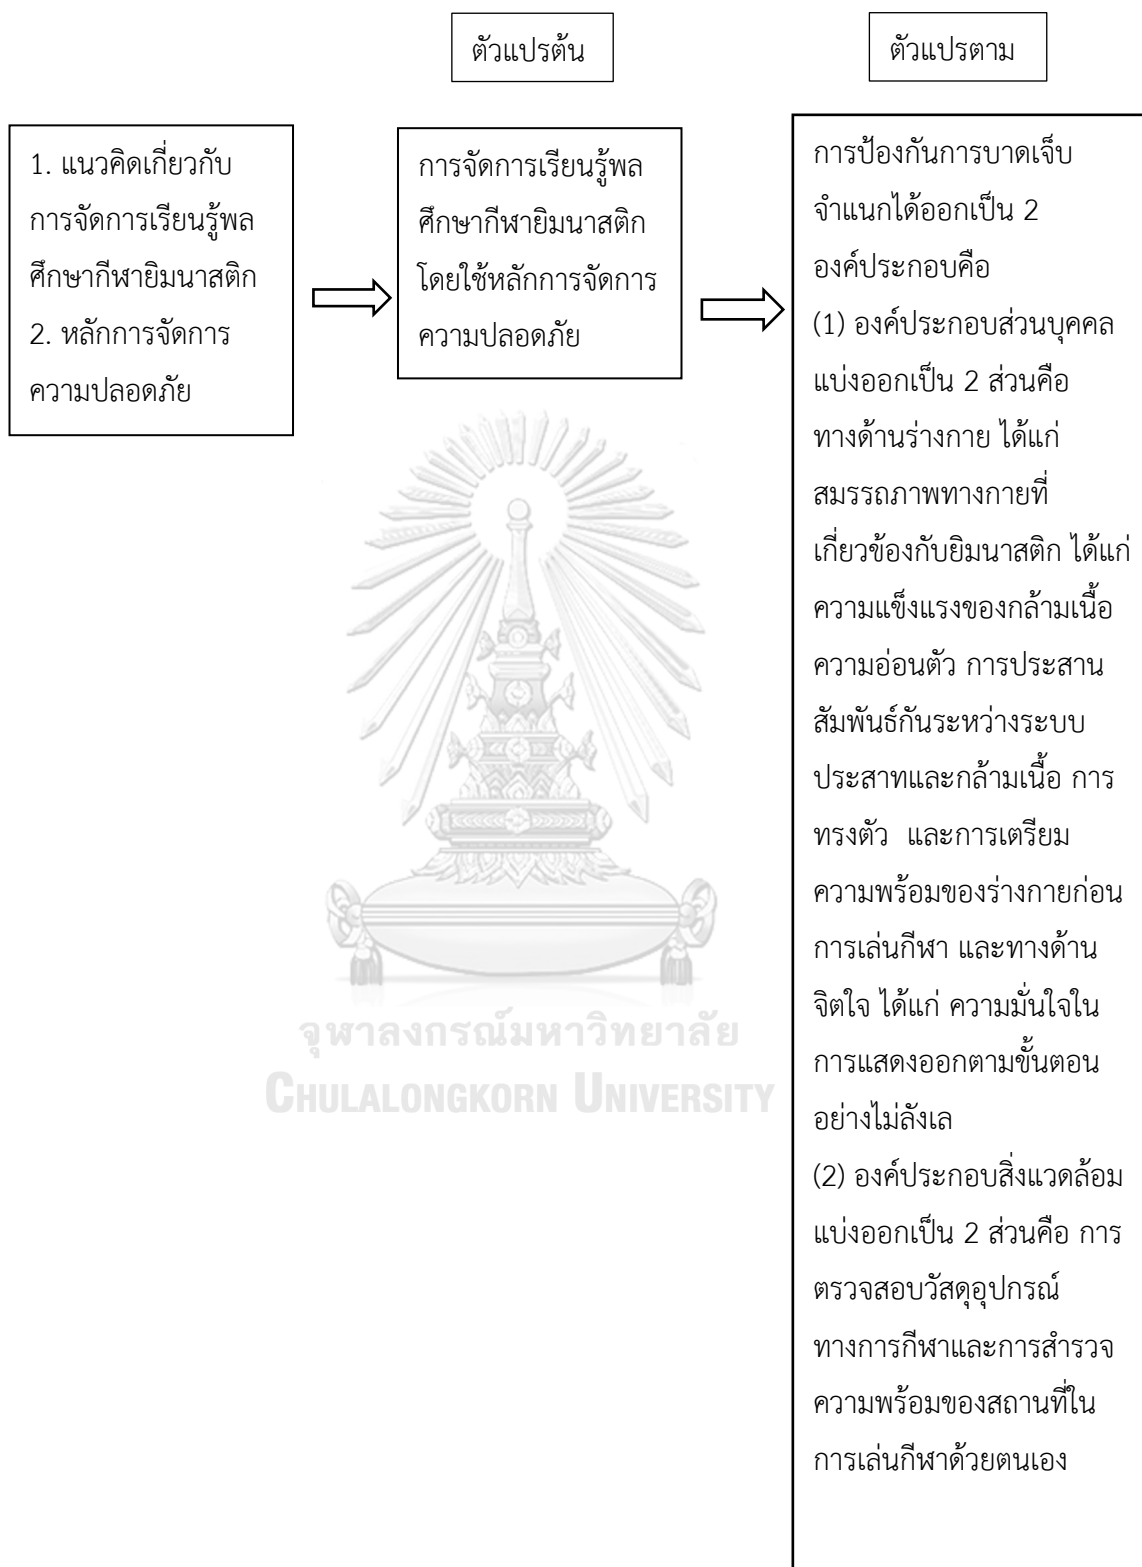 ตัวแปรต้น
ตัวแปรตาม
1. แนวคิดเกี่ยวกับ
การจัดการเรียนรู้พล
ศึกษากีฬายิมนาสติก
2. หลักการจัดการ
ความปลอดภัย
การจัดการเรียนรู้พล
ศึกษากีฬายิมนาสติก
โดยใช้หลักการจัดการ
ความปลอดภัย
การป้องกันการบาดเจ็บ
จำแนกได้ออกเป็น 2
องค์ประกอบคือ
(1) องค์ประกอบส่วนบุคคล
แบ่งออกเป็น 2 ส่วนคือ
ทางด้านร่างกาย ได้แก่
สมรรถภาพทางกายที่
เกี่ยวข้องกับยิมนาสติก ได้แก่
ความแข็งแรงของกล้ามเนื้อ
ความอ่อนตัว การประสาน
สัมพันธ์กันระหว่างระบบ
ประสาทและกล้ามเนื้อ การ
ทรงตัว และการเตรียม
ความพร้อมของร่างกายก่อน
การเล่นกีฬา และทางด้าน
จิตใจ ได้แก่ ความมั่นใจใน
การแสดงออกตามขั้นตอน
อย่างไม่ลังเล
(2) องค์ประกอบสิ่งแวดล้อม
แบ่งออกเป็น 2 ส่วนคือ การ
ตรวจสอบวัสดุอุปกรณ์
ทางการกีฬาและการสำรวจ
ความพร้อมของสถานที่ใน
การเล่นกีฬาด้วยตนเอง
จุฬาลงกรณ์มหาวิทยาลัย
CHULALONGKORN UNIVERSITY